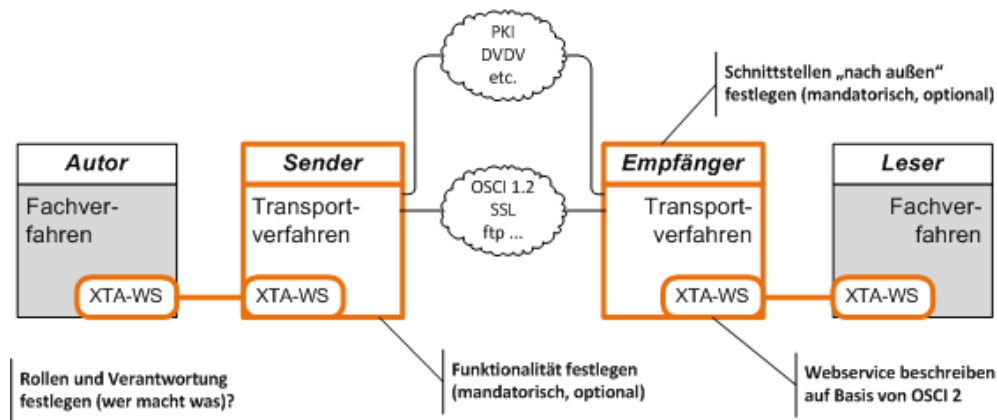 PKI
DVDV
etc.
Schnittstellen „nach außen“
festlegen (mandatorisch, optional)
Autor
Fachver-
fahren
XTA-WS
Sender
Transport-
verfahren
XTA-WS
OSCI 1.2
SSL
ftp ...
Empfänger
Transport-
verfahren
XTA-WS
Leser
Fachver-
fahren
XTA-WS
Rollen und Verantwortung
festlegen (wer macht was)?
Funktionalität festlegen
(mandatorisch, optional)
Webservice beschreiben
auf Basis von OSCI 2